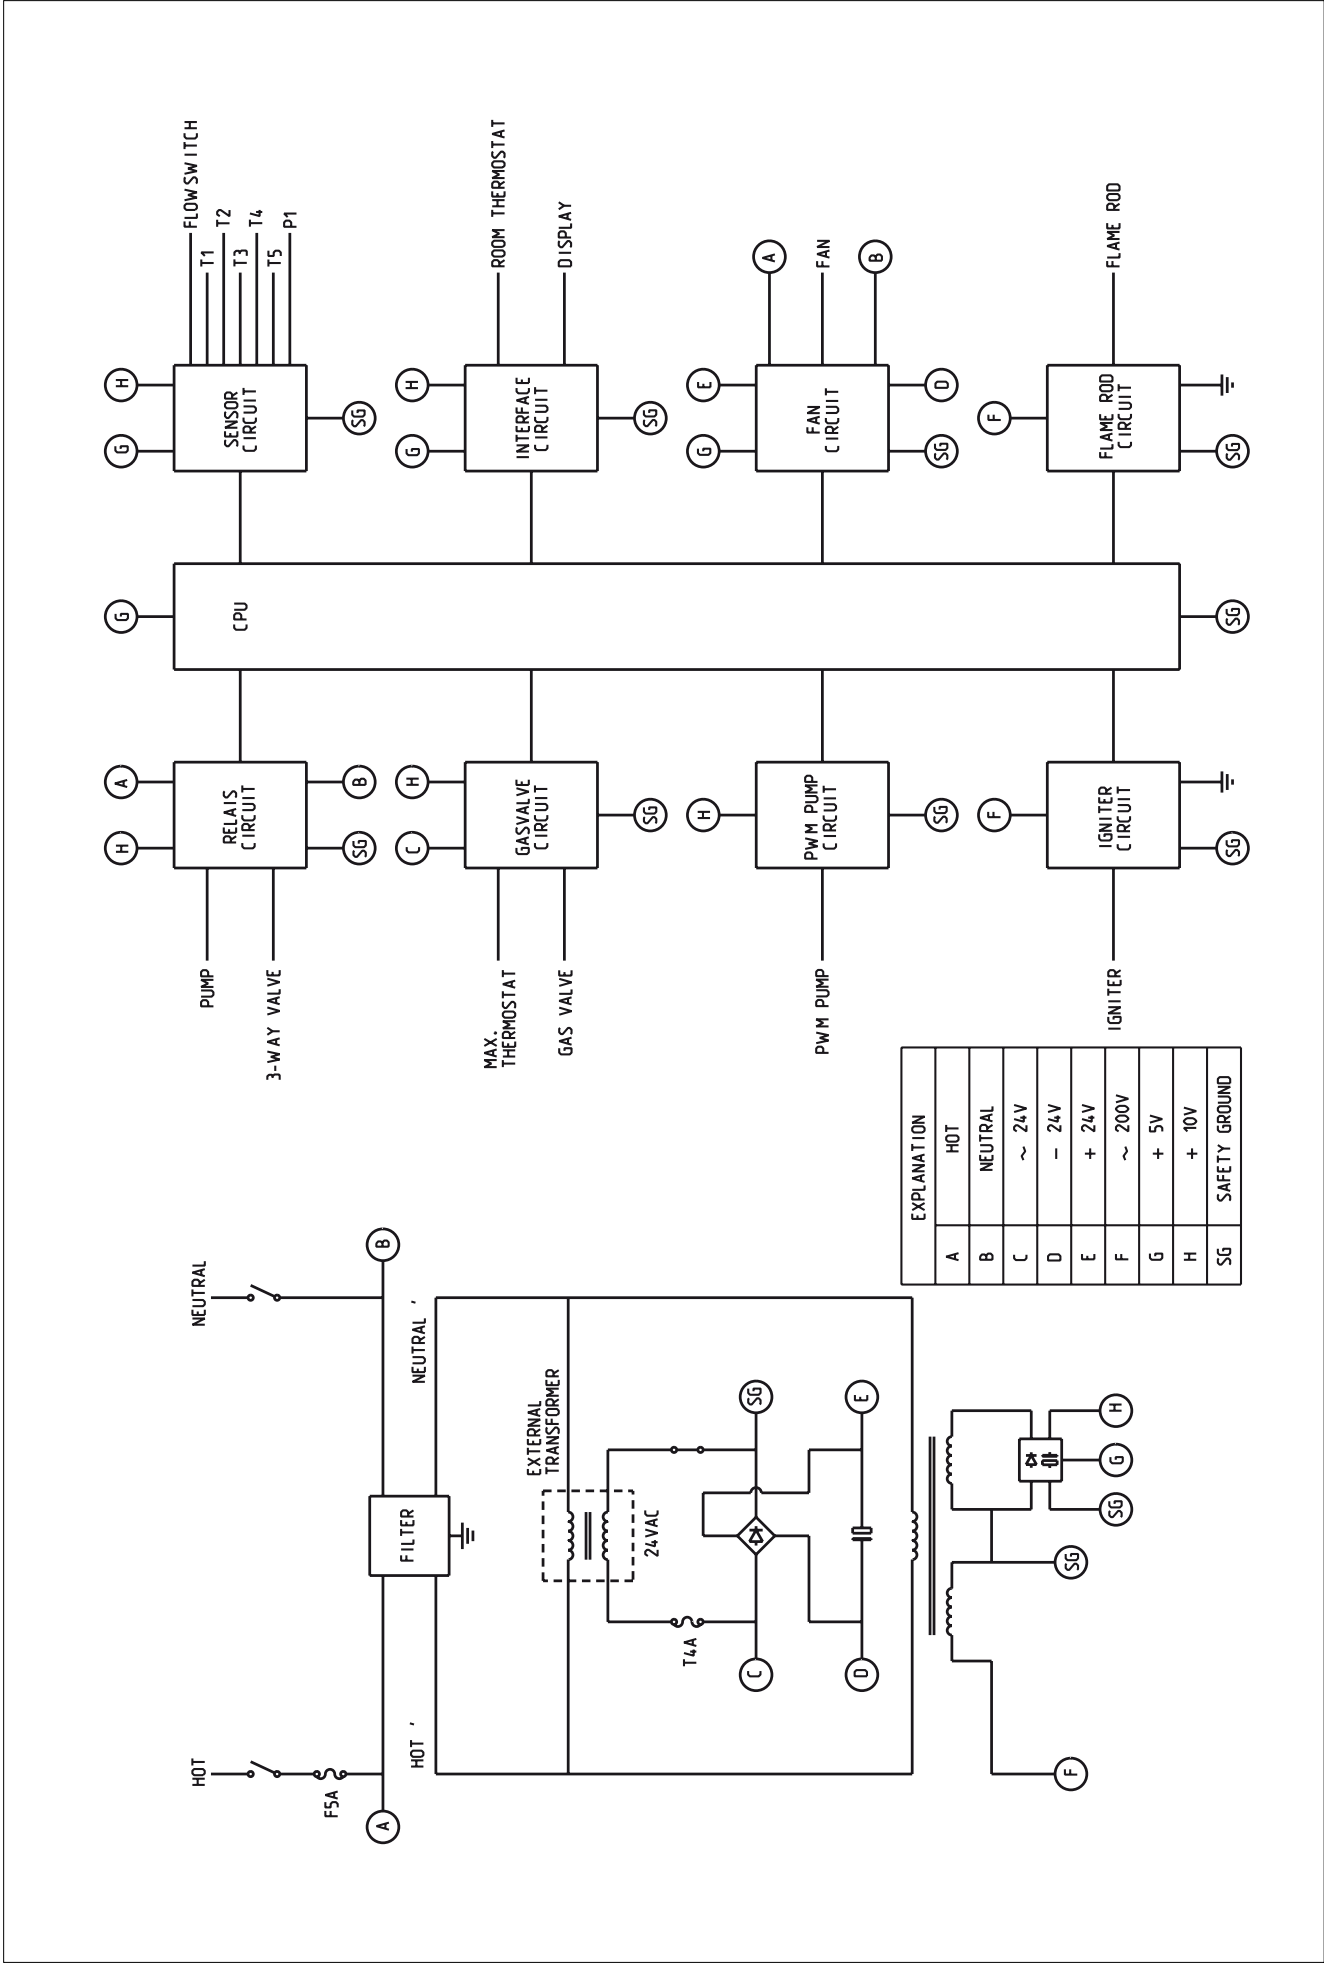 HOT
F5A
A
NEUTRAL
B
FILTER
HOT '
NEUTRAL '
EXTERNAL
TRANSFORMER
24VAC
T4A
C
SG
D
E
F
SG
SG
G
H
EXPLANATION
A HOT
B NEUTRAL
C ~ 24V
D - 24V
E + 24V
F ~ 200V
G + 5V
H + 10V
SG SAFETY GROUND
PUMP
3-WAY VALVE
H
A
RELAIS
CIRCUIT
SG
B
MAX.
THERMOSTAT
GAS VALVE
C
H
GASVALVE
CIRCUIT
SG
PWM PUMP
H
PWM PUMP
CIRCUIT
SG
IGNITER
F
IGNITER
CIRCUIT
SG
G
CPU
SG
G
H
SENSOR
CIRCUIT
SG
FLOWSWITCH
T1
T2
T3
T4
T5
P1
G
H
INTERFACE
CIRCUIT
SG
ROOM THERMOSTAT
DISPLAY
G
E
FAN
CIRCUIT
SG
D
A
FAN
B
F
FLAME ROD
CIRCUIT
SG
FLAME ROD